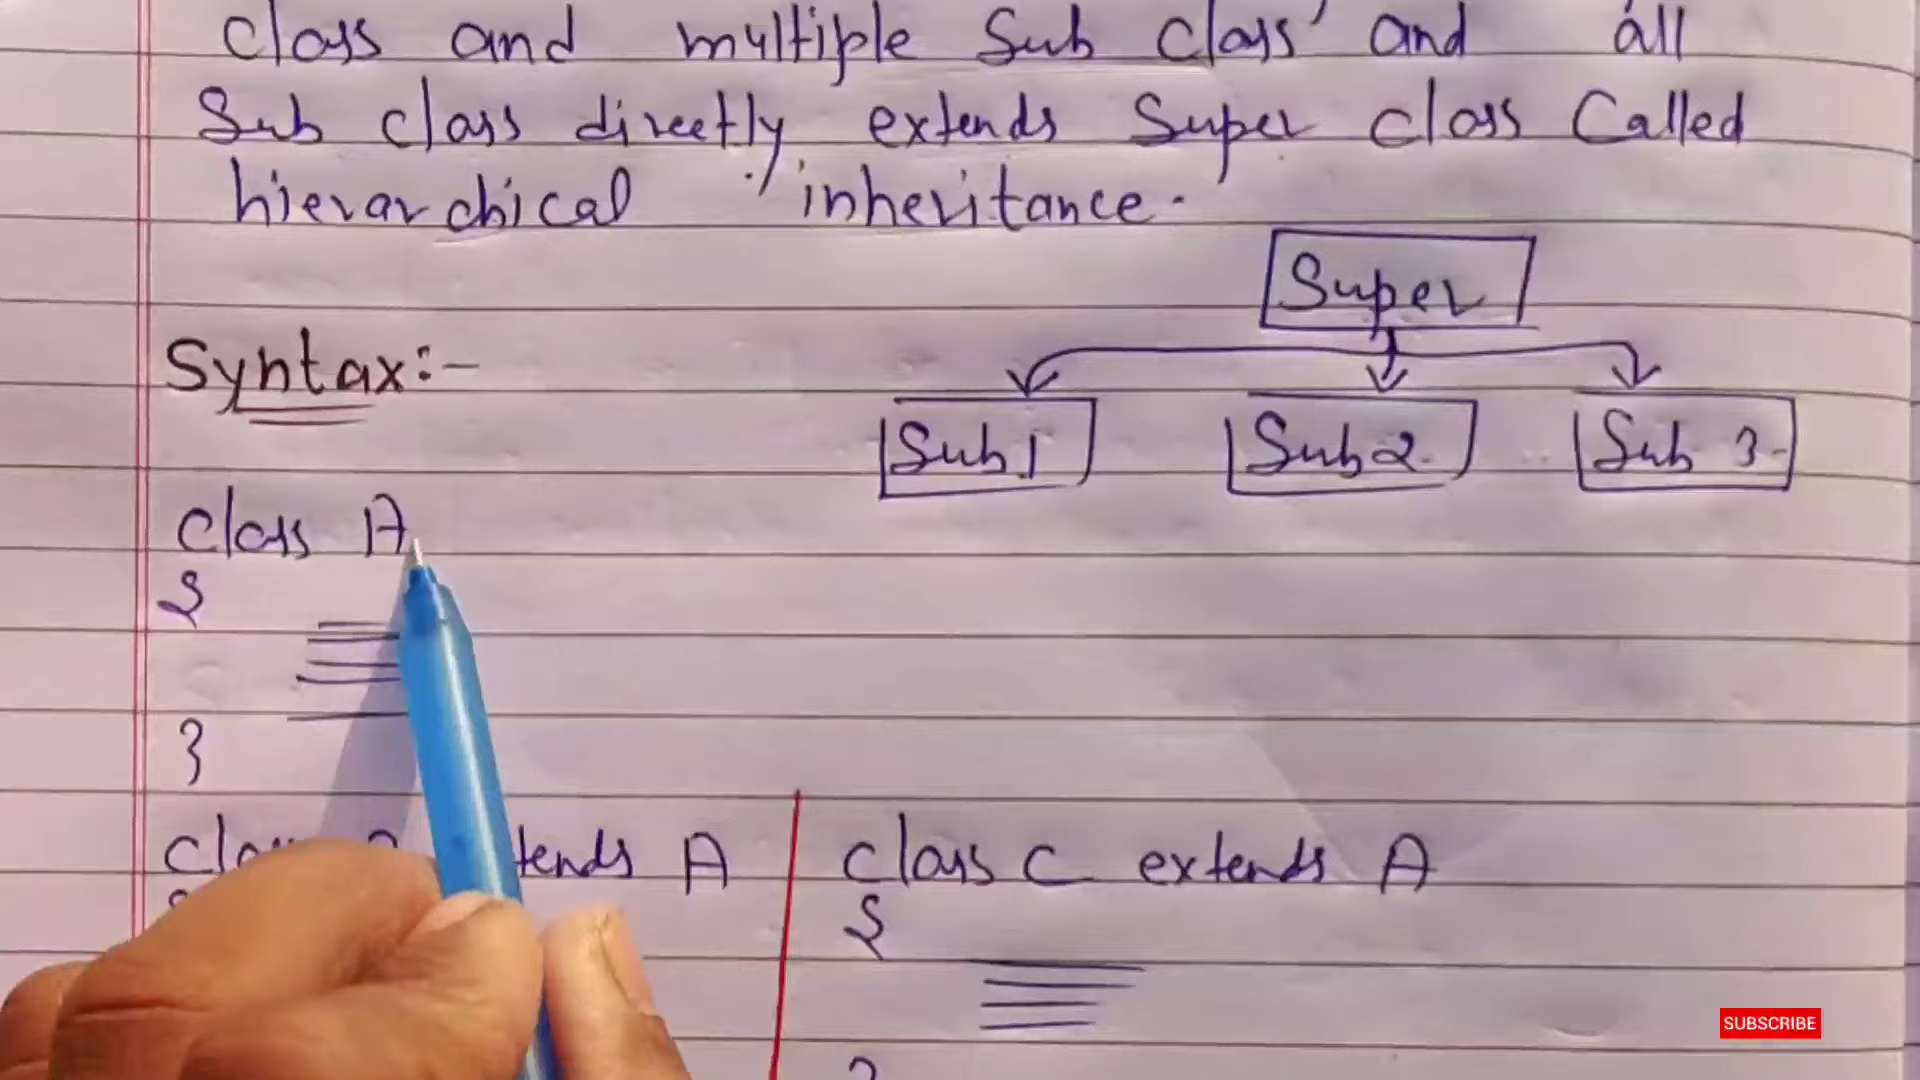 class and multiple Sub class and all
Sub class directly extends Super class Called
hierarchical inheritance.
Super
Syntax:-
Sub 1
Sub 2.
Sub 3.
class A
{
}
extends A
class C extends A
{
SUBSCRIBE